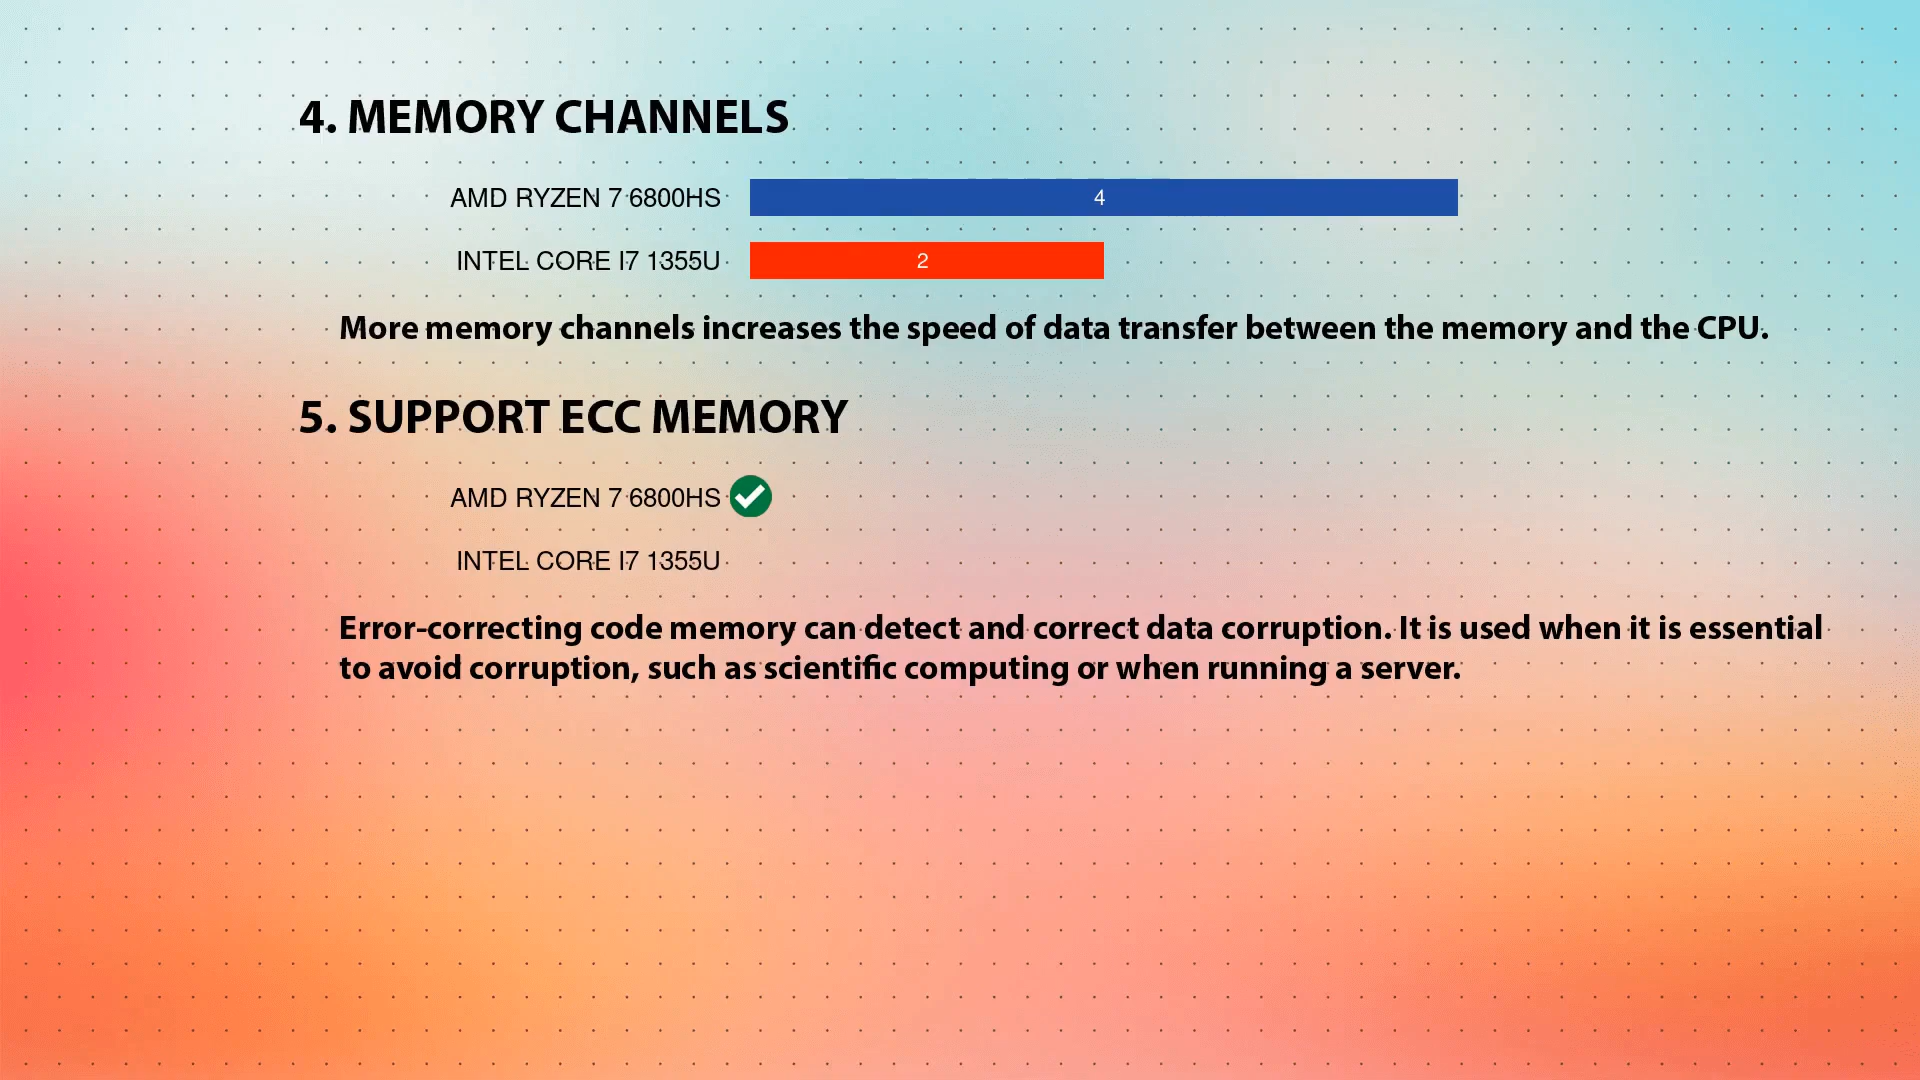 4. MEMORY CHANNELS
AMD RYZEN 7 6800HS 4
INTEL CORE I7 1355U 2
More memory channels increases the speed of data transfer between the memory and the CPU.
5. SUPPORT ECC MEMORY
AMD RYZEN 7 6800HS
INTEL CORE I7 1355U
Error-correcting code memory can detect and correct data corruption. It is used when it is essential
to avoid corruption, such as scientific computing or when running a server.